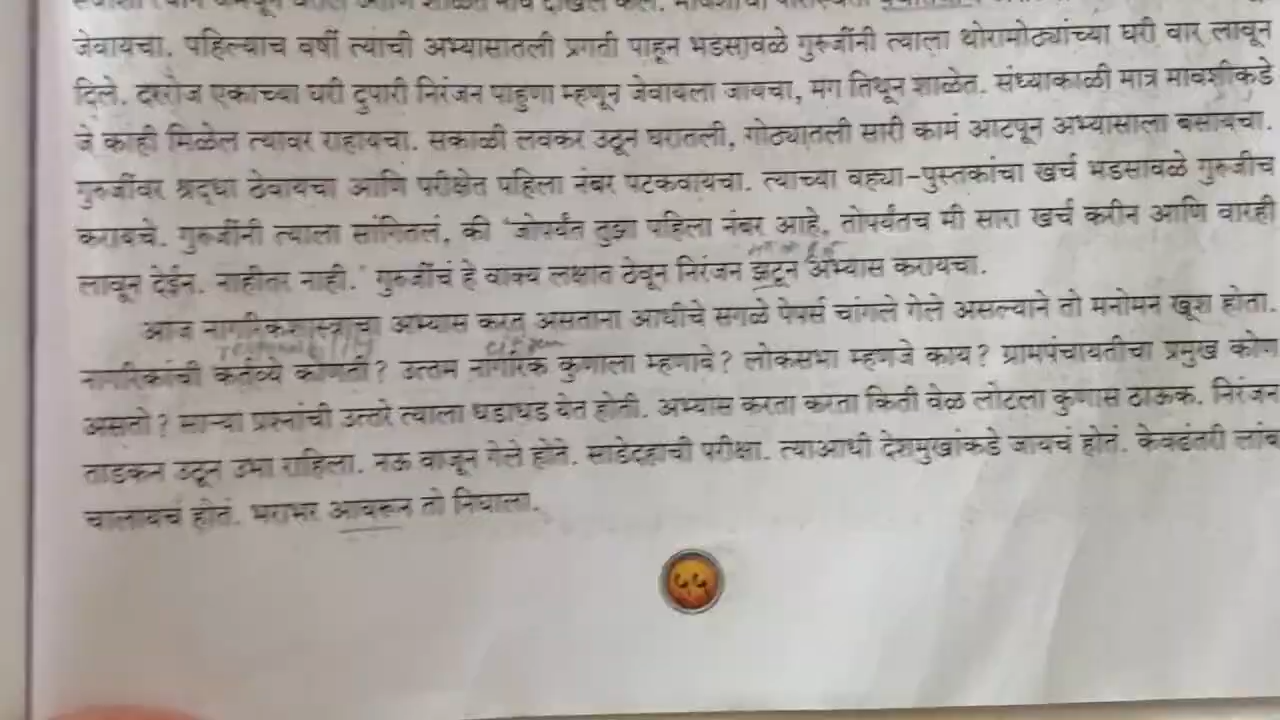 जेवायचा. पहिल्याच वर्षी त्याची अभ्यासातली प्रगती पाहून भडसावळे गुरुजींनी त्याला थोरामोठ्यांच्या घरी वार लावून
दिले. दररोज एकाच्या घरी दुपारी निरंजन पाहुणा म्हणून जेवायला जायचा, मग तिथून शाळेत. संध्याकाळी मात्र मावशीकडे
जे काही मिळेल त्यावर राहायचा. सकाळी लवकर उठून घरातली, गोठ्यातली सारी कामं आटपून अभ्यासाला बसायचा.
गुरुजींवर श्रद्धा ठेवायचा आणि परीक्षेत पहिला नंबर पटकवायचा. त्याच्या वह्या-पुस्तकांचा खर्च भडसावळे गुरुजीच
करायचे. गुरुजींनी त्याला सांगितलं, की 'जोपर्यंत तुझा पहिला नंबर आहे, तोपर्यंतच मी सारा खर्च करीन आणि वारही
लावून देईन. नाहीतर नाही.' गुरुजींचं हे वाक्य लक्षात ठेवून निरंजन झटून अभ्यास करायचा.
आज नागरिकशास्त्राचा अभ्यास करत असताना आधीचे सगळे पेपर्स चांगले गेले असल्याने तो मनोमन खूश होता.
नागरिकांची कर्तव्ये कोणती? उत्तम नागरिक कुणाला म्हणावे? लोकसभा म्हणजे काय? ग्रामपंचायतीचा प्रमुख कोण
असतो? साऱ्या प्रश्नांची उत्तरे त्याला धडाधड येत होती. अभ्यास करता करता किती वेळ लोटला कुणास ठाऊक. निरंजन
ताडकन उठून उभा राहिला. नऊ वाजून गेले होते. साडेदहाची परीक्षा. त्याआधी देशमुखांकडे जायचं होतं. केवढंतरी लांब
चालायचं होतं. भराभर आवरून तो निघाला.
५५